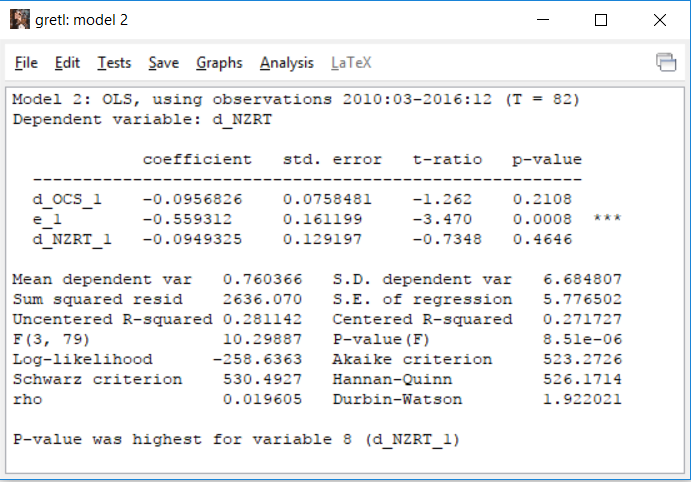 gretl: model 2
File Edit Tests Save Graphs Analysis LaTeX
Model 2: OLS, using observations 2010:03-2016:12 (T = 82)
Dependent variable: d_NZRT
coefficient std. error t-ratio p-value
-------------------------------------------------------
d_OCS_1 -0.0956826 0.0758481 -1.262 0.2108
e_1 -0.559312 0.161199 -3.470 0.0008 ***
d_NZRT_1 -0.0949325 0.129197 -0.7348 0.4646
Mean dependent var 0.760366 S.D. dependent var 6.684807
Sum squared resid 2636.070 S.E. of regression 5.776502
Uncentered R-squared 0.281142 Centered R-squared 0.271727
F(3, 79) 10.29887 P-value(F) 8.51e-06
Log-likelihood -258.6363 Akaike criterion 523.2726
Schwarz criterion 530.4927 Hannan-Quinn 526.1714
rho 0.019605 Durbin-Watson 1.922021
P-value was highest for variable 8 (d_NZRT_1)